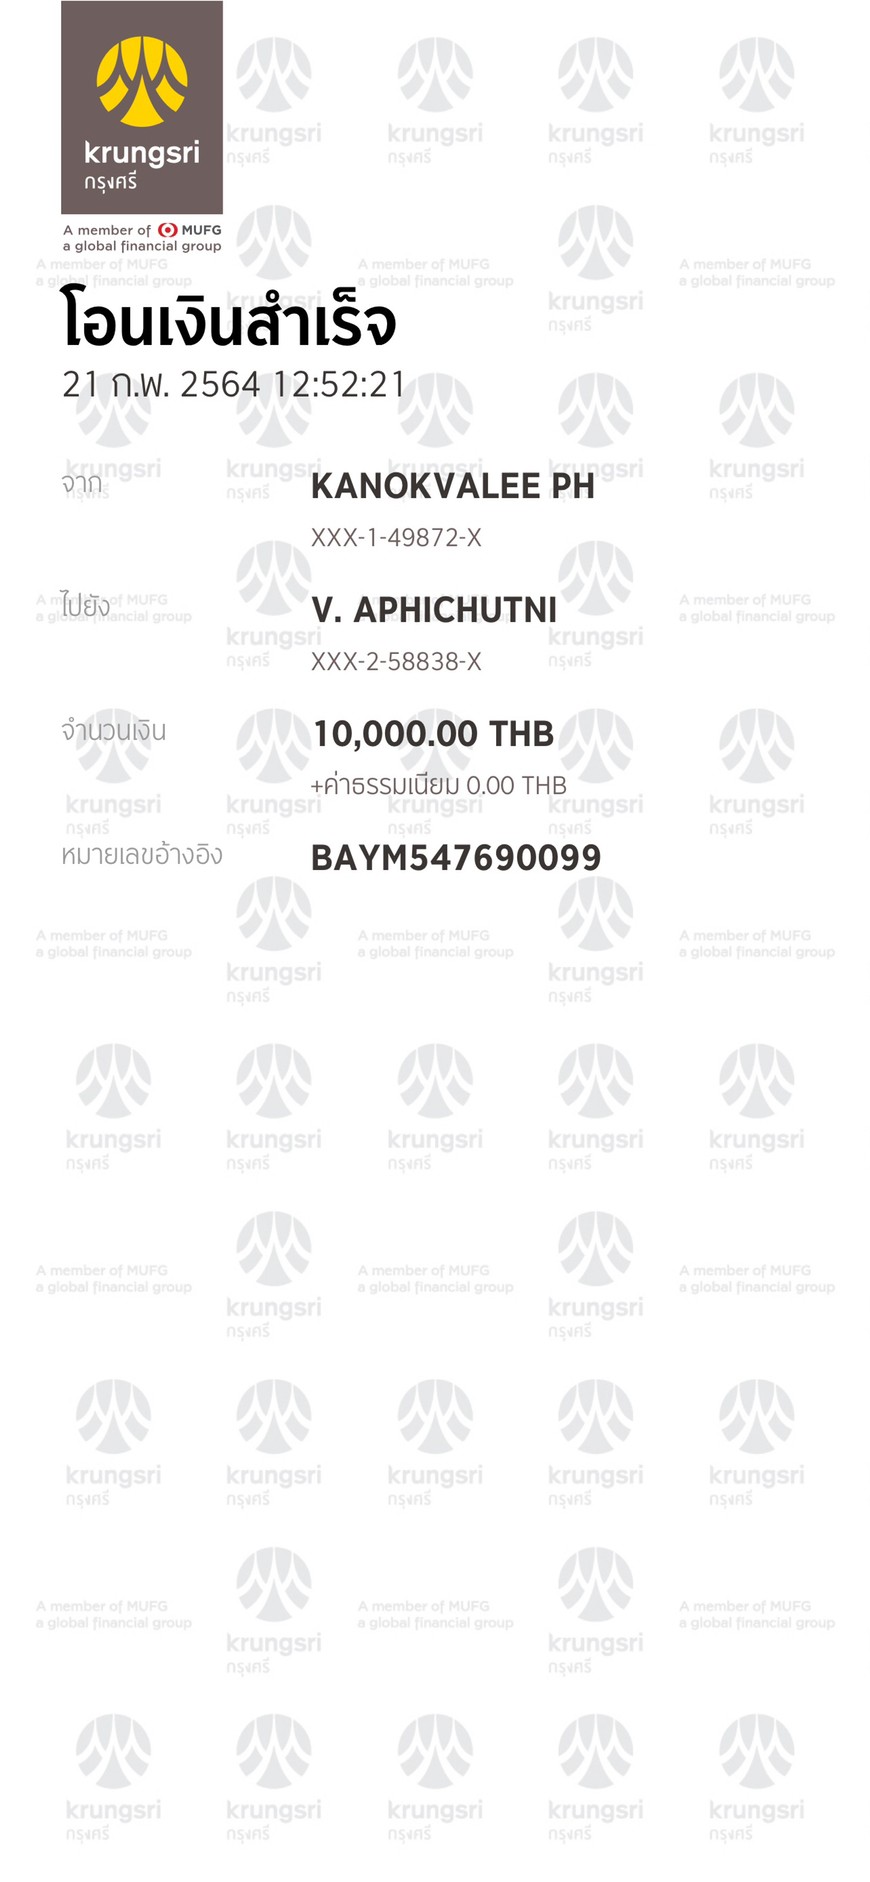 krungsri
กรุงศรี
A member of MUFG
a global financial group
โอนเงินสำเร็จ
21 ก.พ. 2564 12:52:21
จาก
KANOKVALEE PH
XXX-1-49872-X
ไปยัง
V. APHICHUTNI
XXX-2-58838-X
จำนวนเงิน
10,000.00 THB
+ค่าธรรมเนียม 0.00 THB
หมายเลขอ้างอิง
BAYM547690099